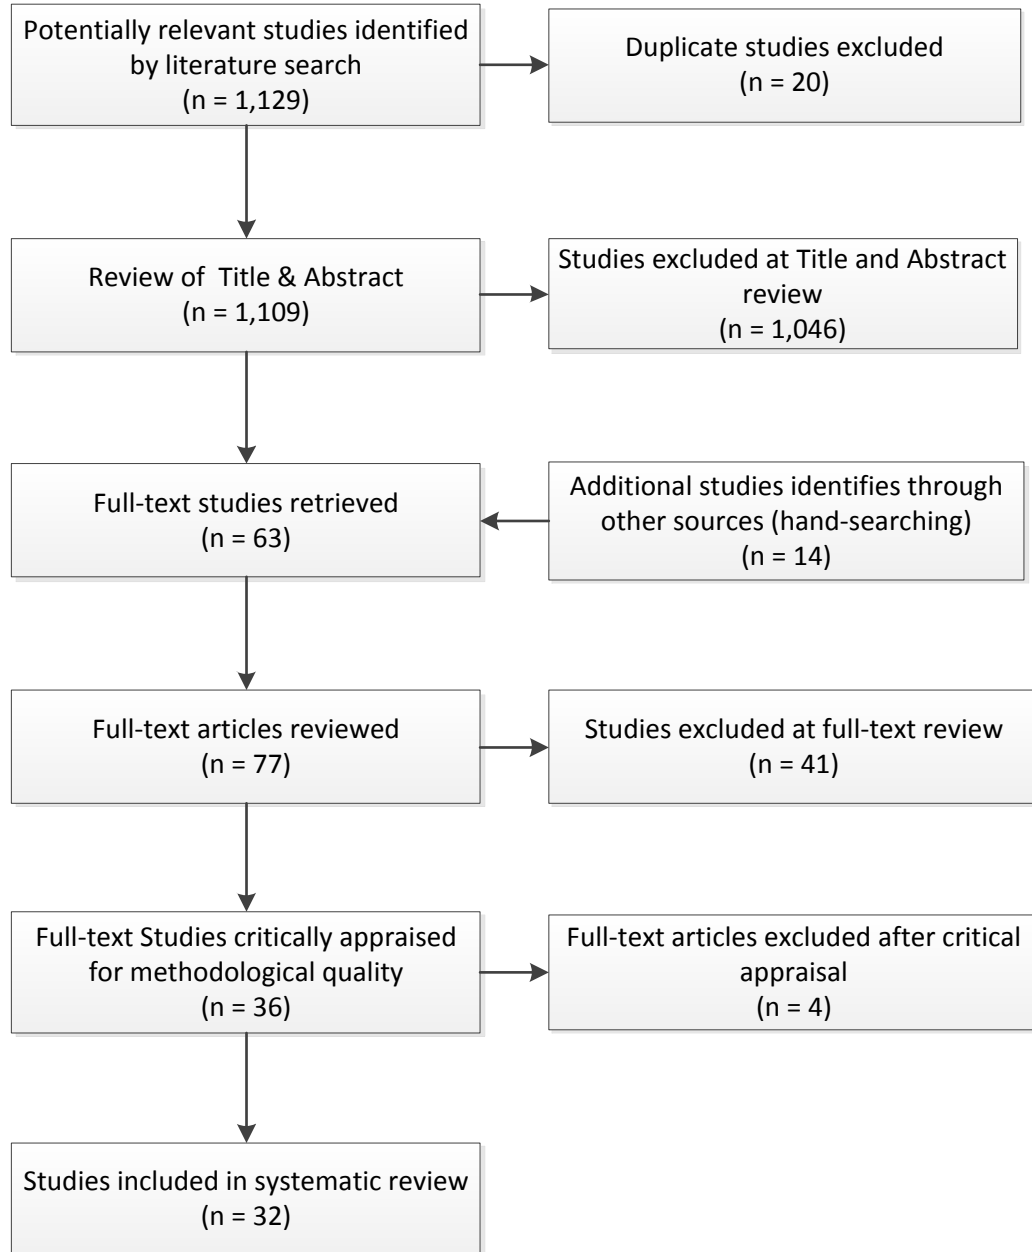 Potentially relevant studies identified
by literature search
(n = 1,129)
Duplicate studies excluded
(n = 20)
Review of  Title & Abstract
(n = 1,109)
Studies excluded at Title and Abstract
review
(n = 1,046)
Full-text studies retrieved
(n = 63)
Additional studies identifies through
other sources (hand-searching)
(n = 14)
Full-text articles reviewed
(n = 77)
Studies excluded at full-text review
(n = 41)
Full-text Studies critically appraised
for methodological quality
(n = 36)
Full-text articles excluded after critical
appraisal
(n = 4)
Studies included in systematic review
(n = 32)